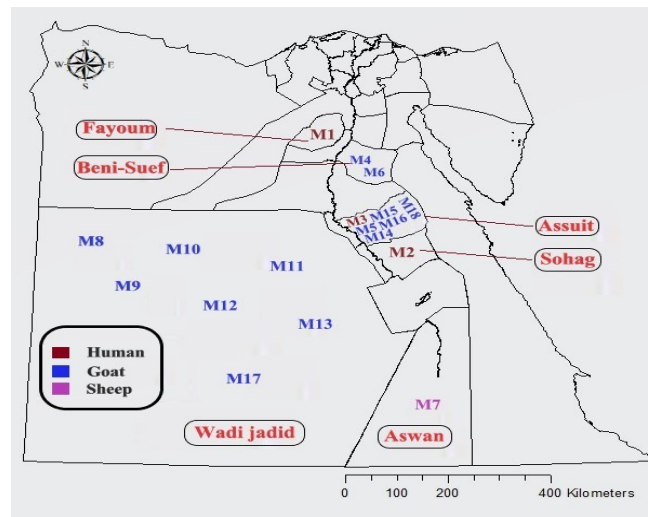 N
W E
S
Fayoum
M1
Beni-Suef
M4
M6
M3 M15 M18
M5 M16
M14
Assuit
M2
Sohag
M8
M10
M11
M9
M12
M13
M17
Human
Goat
Sheep
M7
Wadi jadid
Aswan
0 100 200 400 Kilometers